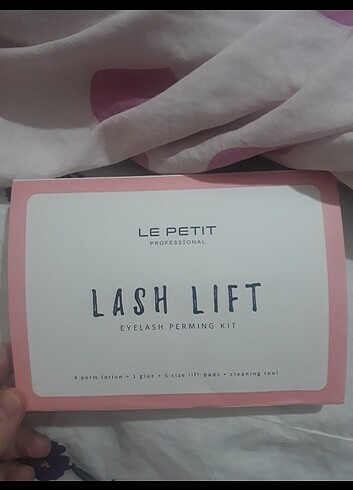 LE PETIT
PROFESSIONAL
LASH LIFT
EYELASH PERMING KIT
4 perm lotion • 1 glue • 5 size lift pads • cleaning tool